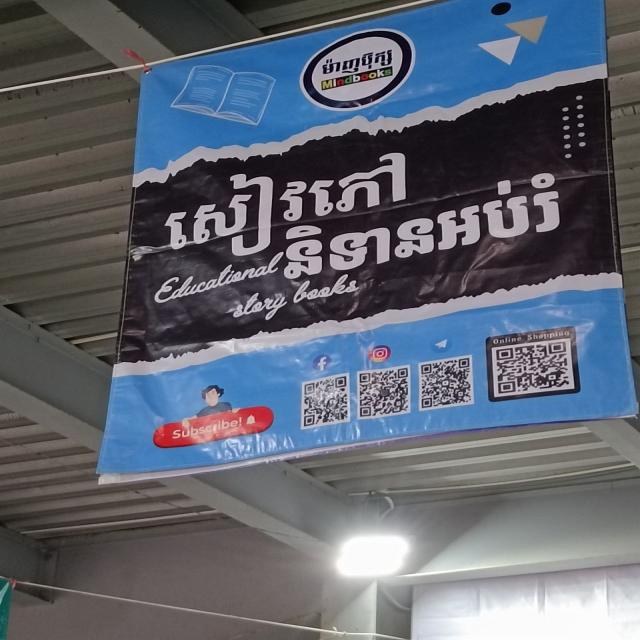 ម៉ាញប៊ុក្ស
Mindbooks
សៀវភៅ
និទានអប់រំ
Educational
story books
Online Shopping
Subscribe!